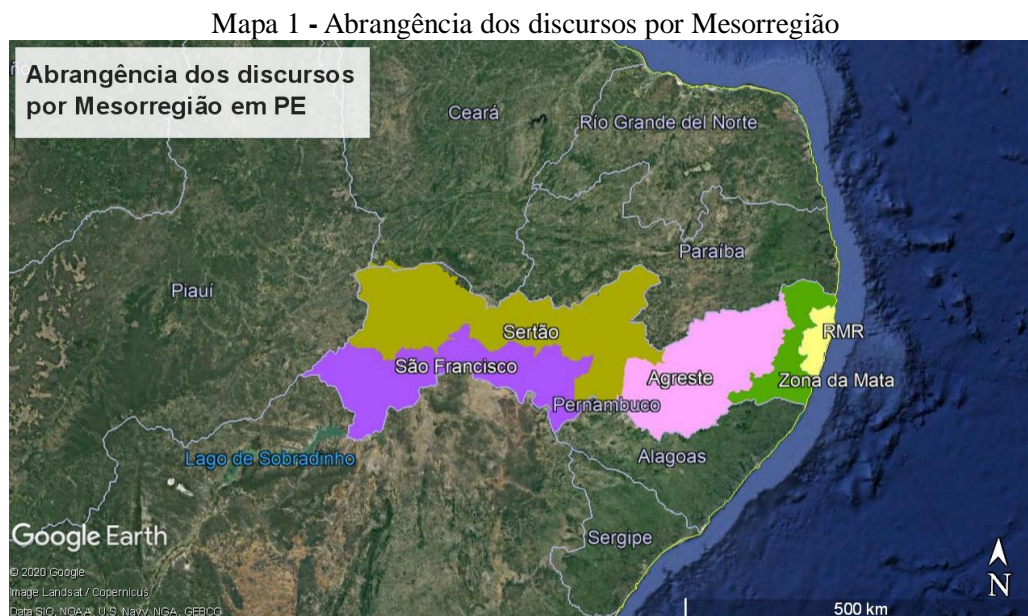 Mapa 1 - Abrangência dos discursos por Mesorregião
Abrangência dos discursos
por Mesorregião em PE
Ceará
Río Grande del Norte
Paraíba
Piauí
Sertão
RMR
São Francisco
Agreste
Zona da Mata
Pernambuco
Alagoas
Lago de Sobradinho
Sergipe
Google Earth
© 2020 Google
Image Landsat / Copernicus
Data SIO, NOAA, U.S. Navy, NGA, GEBCO
N
500 km